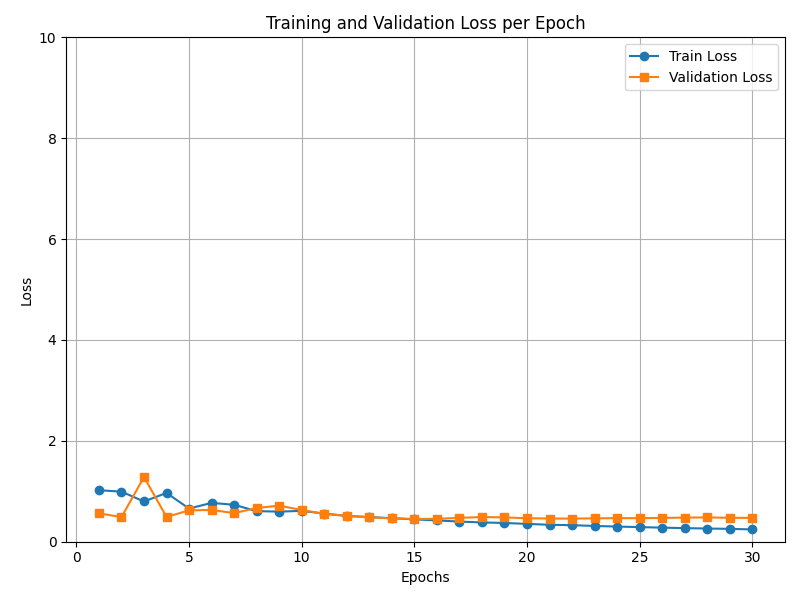 Training and Validation Loss per Epoch
Train Loss
Validation Loss
Loss
10
8
6
4
2
0
0 5 10 15 20 25 30
Epochs